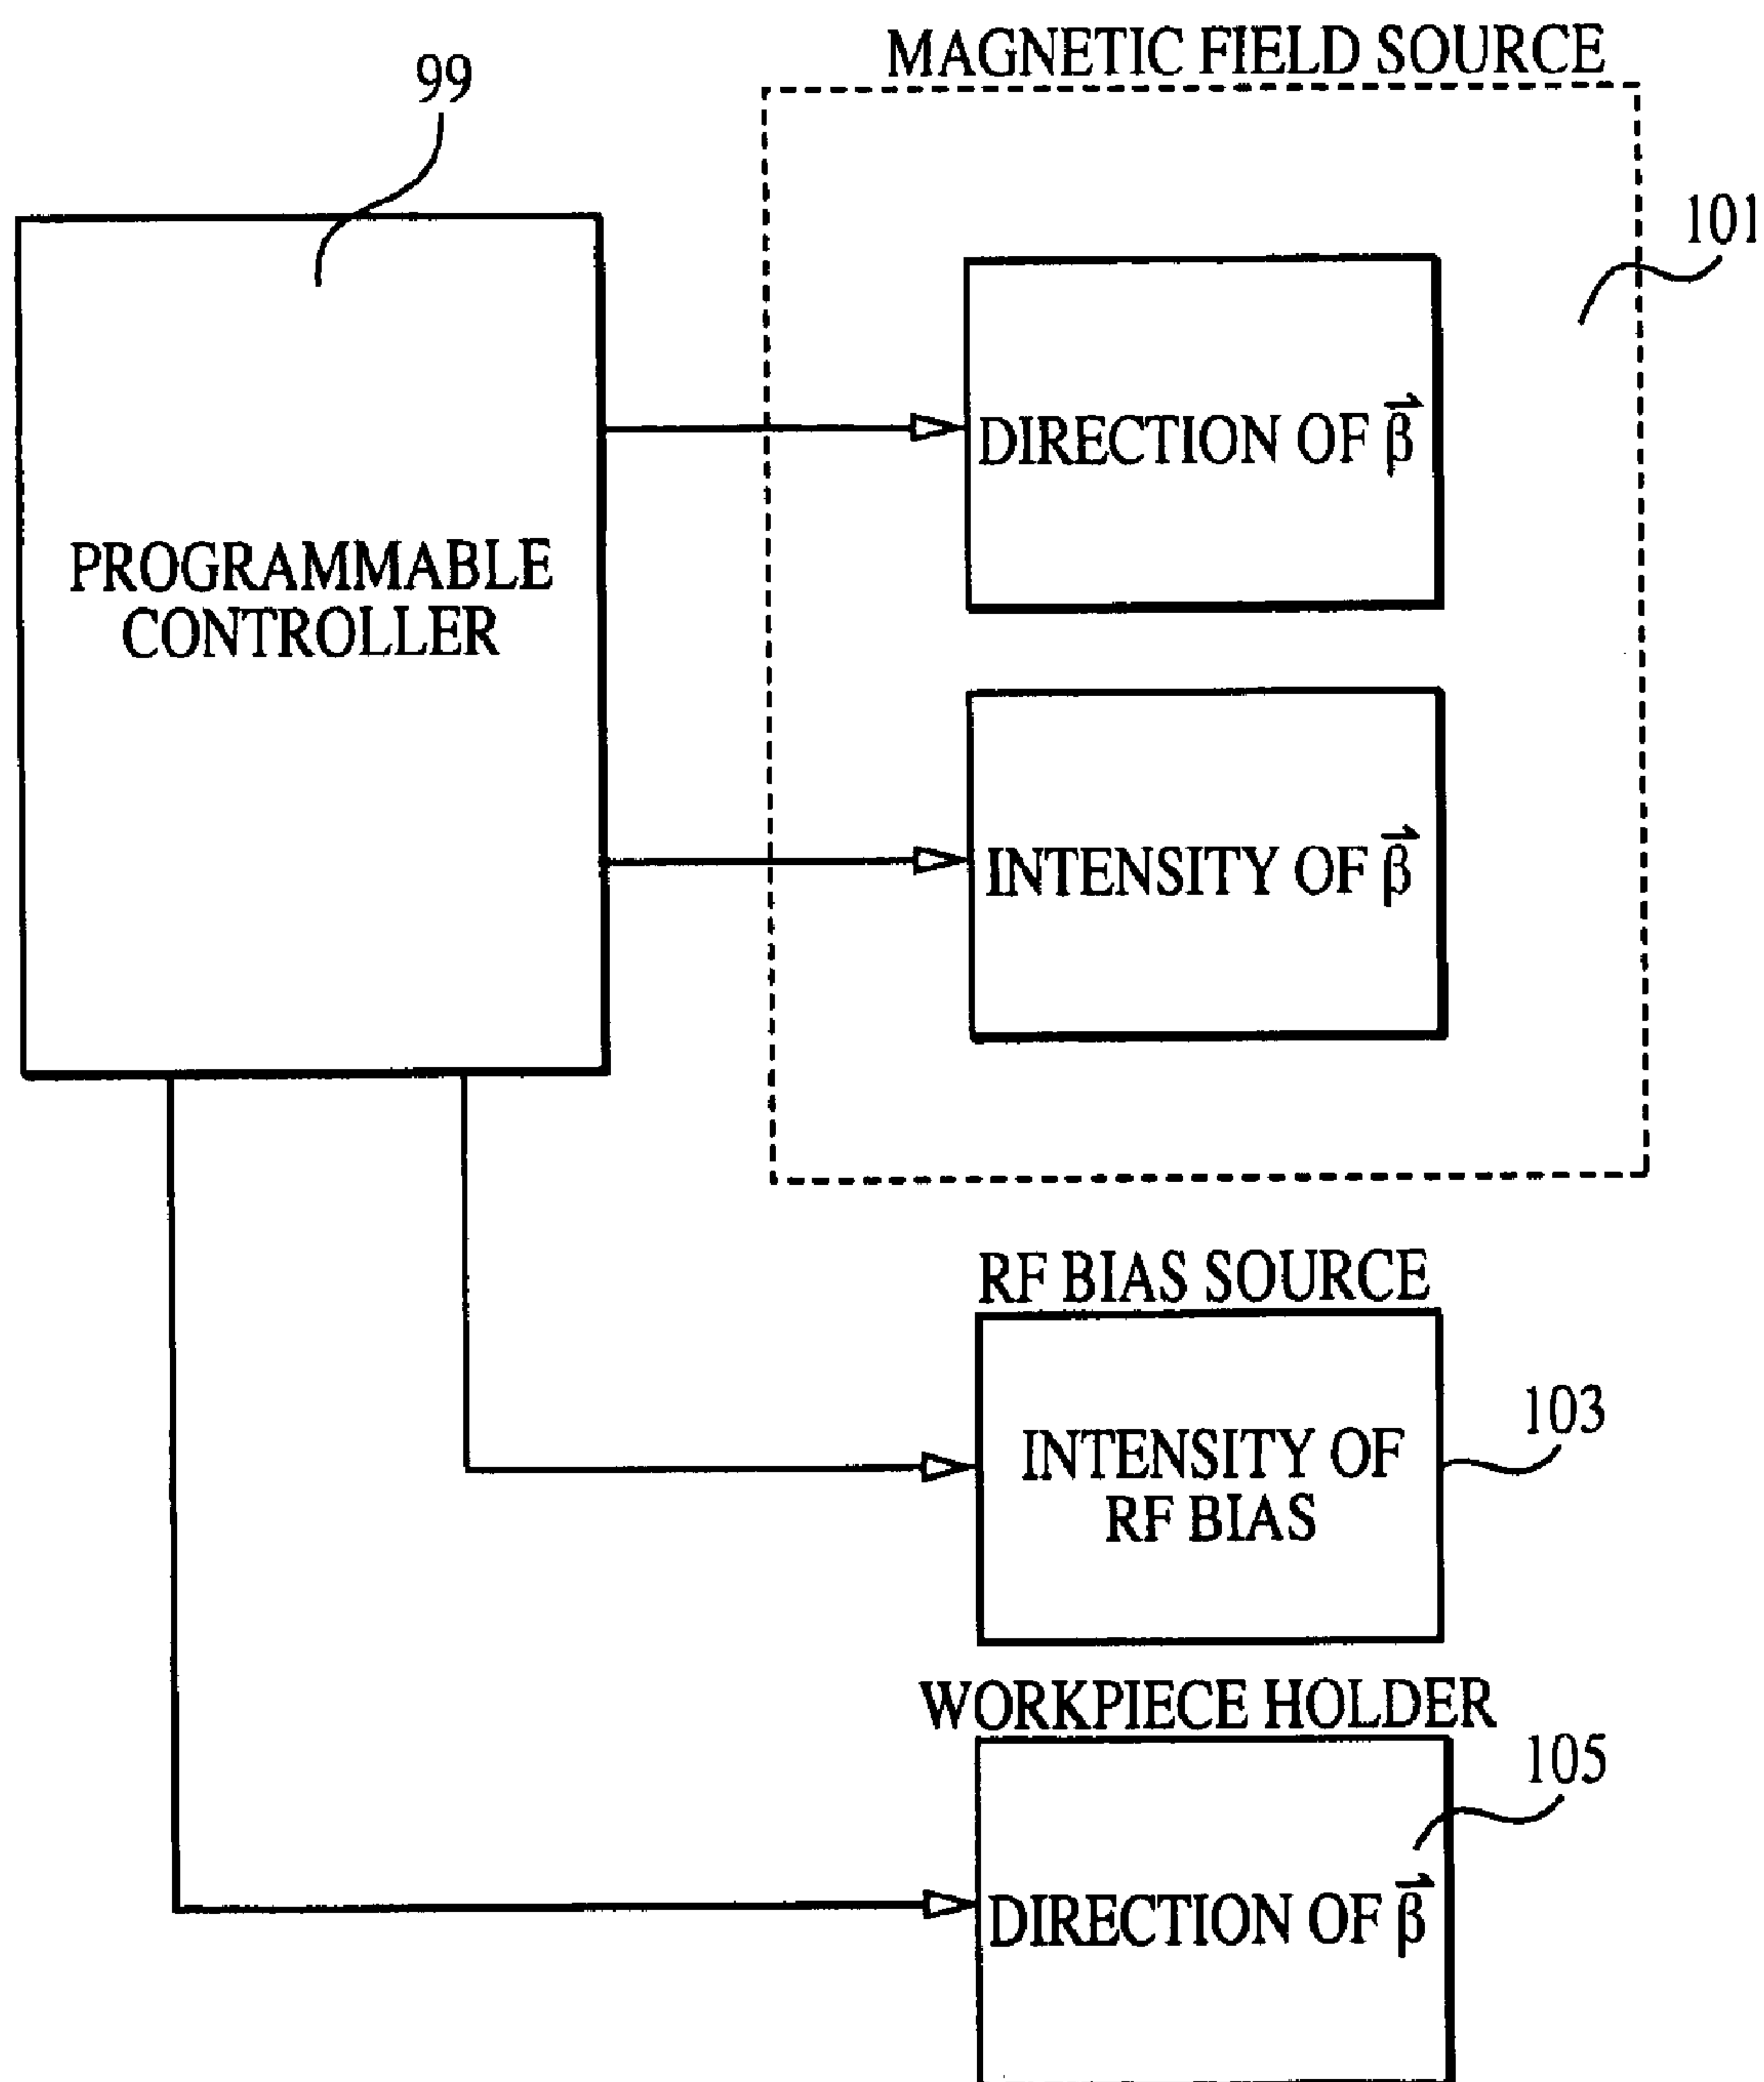 MAGNETIC FIELD SOURCE
99
101
DIRECTION OF β⃗
PROGRAMMABLE
CONTROLLER
INTENSITY OF β⃗
RF BIAS SOURCE
INTENSITY OF
RF BIAS
103
WORKPIECE HOLDER
105
DIRECTION OF β⃗